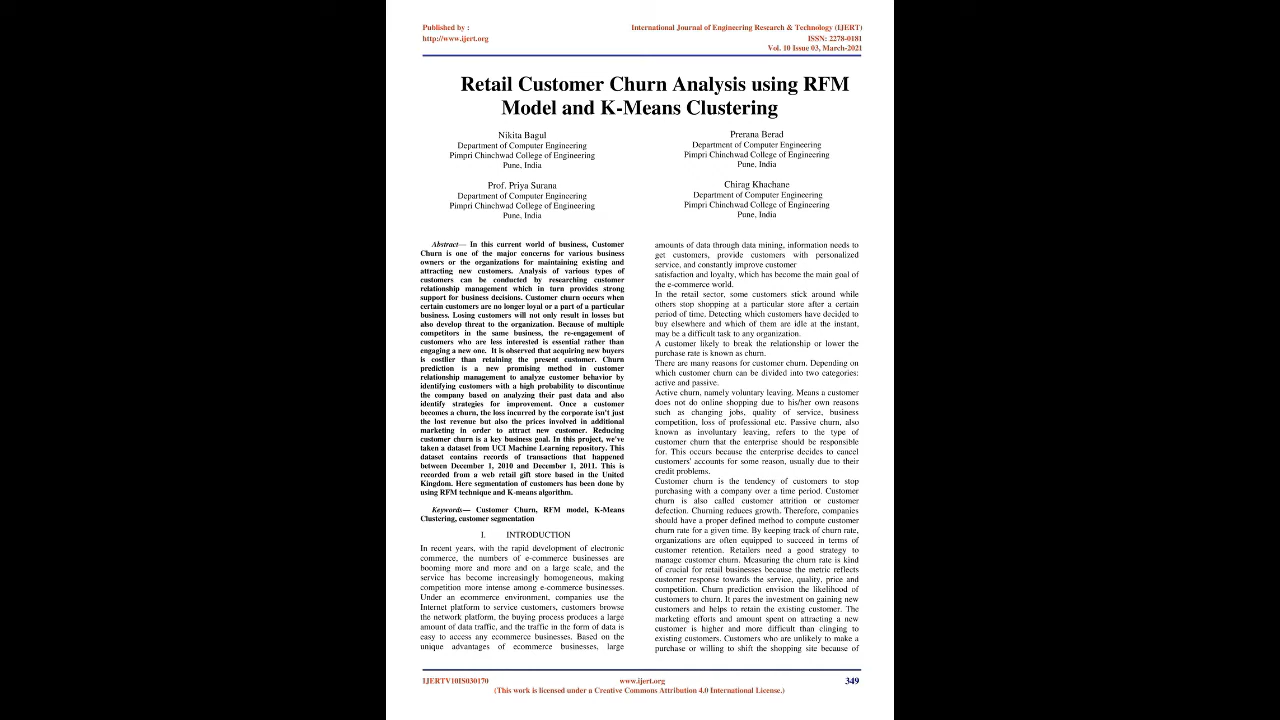 Published by :
http://www.ijert.org
International Journal of Engineering Research & Technology (IJERT)
ISSN: 2278-0181
Vol. 10 Issue 03, March-2021
Retail Customer Churn Analysis using RFM
Model and K-Means Clustering
Nikita Bagul
Department of Computer Engineering
Pimpri Chinchwad College of Engineering
Pune, India
Prerana Berad
Department of Computer Engineering
Pimpri Chinchwad College of Engineering
Pune, India
Prof. Priya Surana
Department of Computer Engineering
Pimpri Chinchwad College of Engineering
Pune, India
Chirag Khachane
Department of Computer Engineering
Pimpri Chinchwad College of Engineering
Pune, India
Abstract— In this current world of business, Customer
Churn is one of the major concerns for various business
owners or the organizations for maintaining existing and
attracting new customers. Analysis of various types of
customers can be conducted by researching customer
relationship management which in turn provides strong
support for business decisions. Customer churn occurs when
certain customers are no longer loyal or a part of a particular
business. Losing customers will not only result in losses but
also develop threat to the organization. Because of multiple
competitors in the same business, the re-engagement of
customers who are less interested is essential rather than
engaging a new one. It is observed that acquiring new buyers
is costlier than retaining the present customer. Churn
prediction is a new promising method in customer
relationship management to analyze customer behavior by
identifying customers with a high probability to discontinue
the company based on analyzing their past data and also
identify strategies for improvement. Once a customer
becomes a churn, the loss incurred by the corporate isn't just
the lost revenue but also the prices involved in additional
marketing in order to attract new customer. Reducing
customer churn is a key business goal. In this project, we've
taken a dataset from UCI Machine Learning repository. This
dataset contains records of transactions that happened
between December 1, 2010 and December 1, 2011. This is
recorded from a web retail gift store based in the United
Kingdom. Here segmentation of customers has been done by
using RFM technique and K-means algorithm.
Keywords— Customer Churn, RFM model, K-Means
Clustering, customer segmentation
I. INTRODUCTION
In recent years, with the rapid development of electronic
commerce, the numbers of e-commerce businesses are
booming more and more and on a large scale, and the
service has become increasingly homogeneous, making
competition more intense among e-commerce businesses.
Under an ecommerce environment, companies use the
Internet platform to service customers, customers browse
the network platform, the buying process produces a large
amount of data traffic, and the traffic in the form of data is
easy to access any ecommerce businesses. Based on the
unique advantages of ecommerce businesses, large
amounts of data through data mining, information needs to
get customers, provide customers with personalized
service, and constantly improve customer
satisfaction and loyalty, which has become the main goal of
the e-commerce world.
In the retail sector, some customers stick around while
others stop shopping at a particular store after a certain
period of time. Detecting which customers have decided to
buy elsewhere and which of them are idle at the instant,
may be a difficult task to any organization.
A customer likely to break the relationship or lower the
purchase rate is known as churn.
There are many reasons for customer churn. Depending on
which customer churn can be divided into two categories:
active and passive.
Active churn, namely voluntary leaving. Means a customer
does not do online shopping due to his/her own reasons
such as changing jobs, quality of service, business
competition, loss of professional etc. Passive churn, also
known as involuntary leaving, refers to the type of
customer churn that the enterprise should be responsible
for. This occurs because the enterprise decides to cancel
customers' accounts for some reason, usually due to their
credit problems.
Customer churn is the tendency of customers to stop
purchasing with a company over a time period. Customer
churn is also called customer attrition or customer
defection. Churning reduces growth. Therefore, companies
should have a proper defined method to compute customer
churn rate for a given time. By keeping track of churn rate,
organizations are often equipped to succeed in terms of
customer retention. Retailers need a good strategy to
manage customer churn. Measuring the churn rate is kind
of crucial for retail businesses because the metric reflects
customer response towards the service, quality, price and
competition. Churn prediction envision the likelihood of
customers to churn. It pares the investment on gaining new
customers and helps to retain the existing customer. The
marketing efforts and amount spent on attracting a new
customer is higher and more difficult than clinging to
existing customers. Customers who are unlikely to make a
purchase or willing to shift the shopping site because of
IJERTV10IS030170
www.ijert.org
349
(This work is licensed under a Creative Commons Attribution 4.0 International License.)